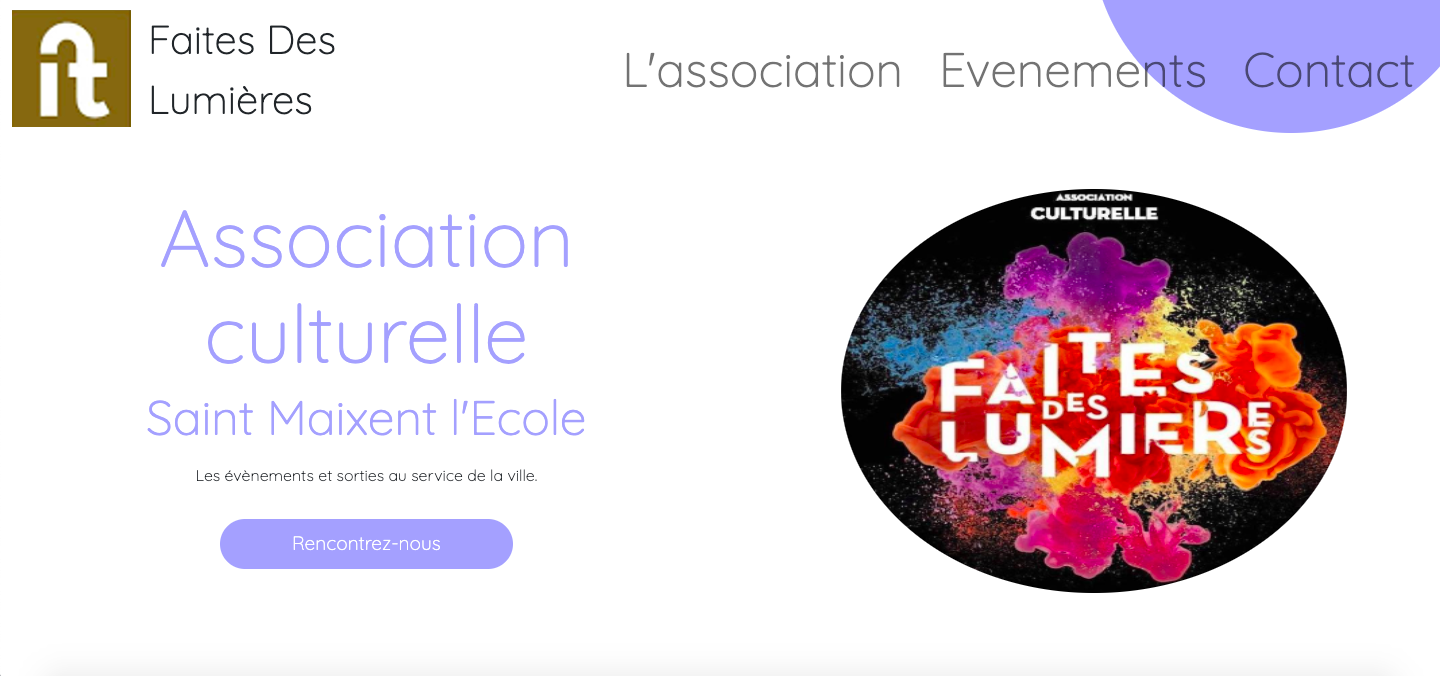 it
Faites Des
Lumières
L'association Evenements Contact
Association
culturelle
Saint Maixent l'Ecole
Les évènements et sorties au service de la ville.
Rencontrez-nous
ASSOCIATION
CULTURELLE
FAITES
DES
LUMIERES